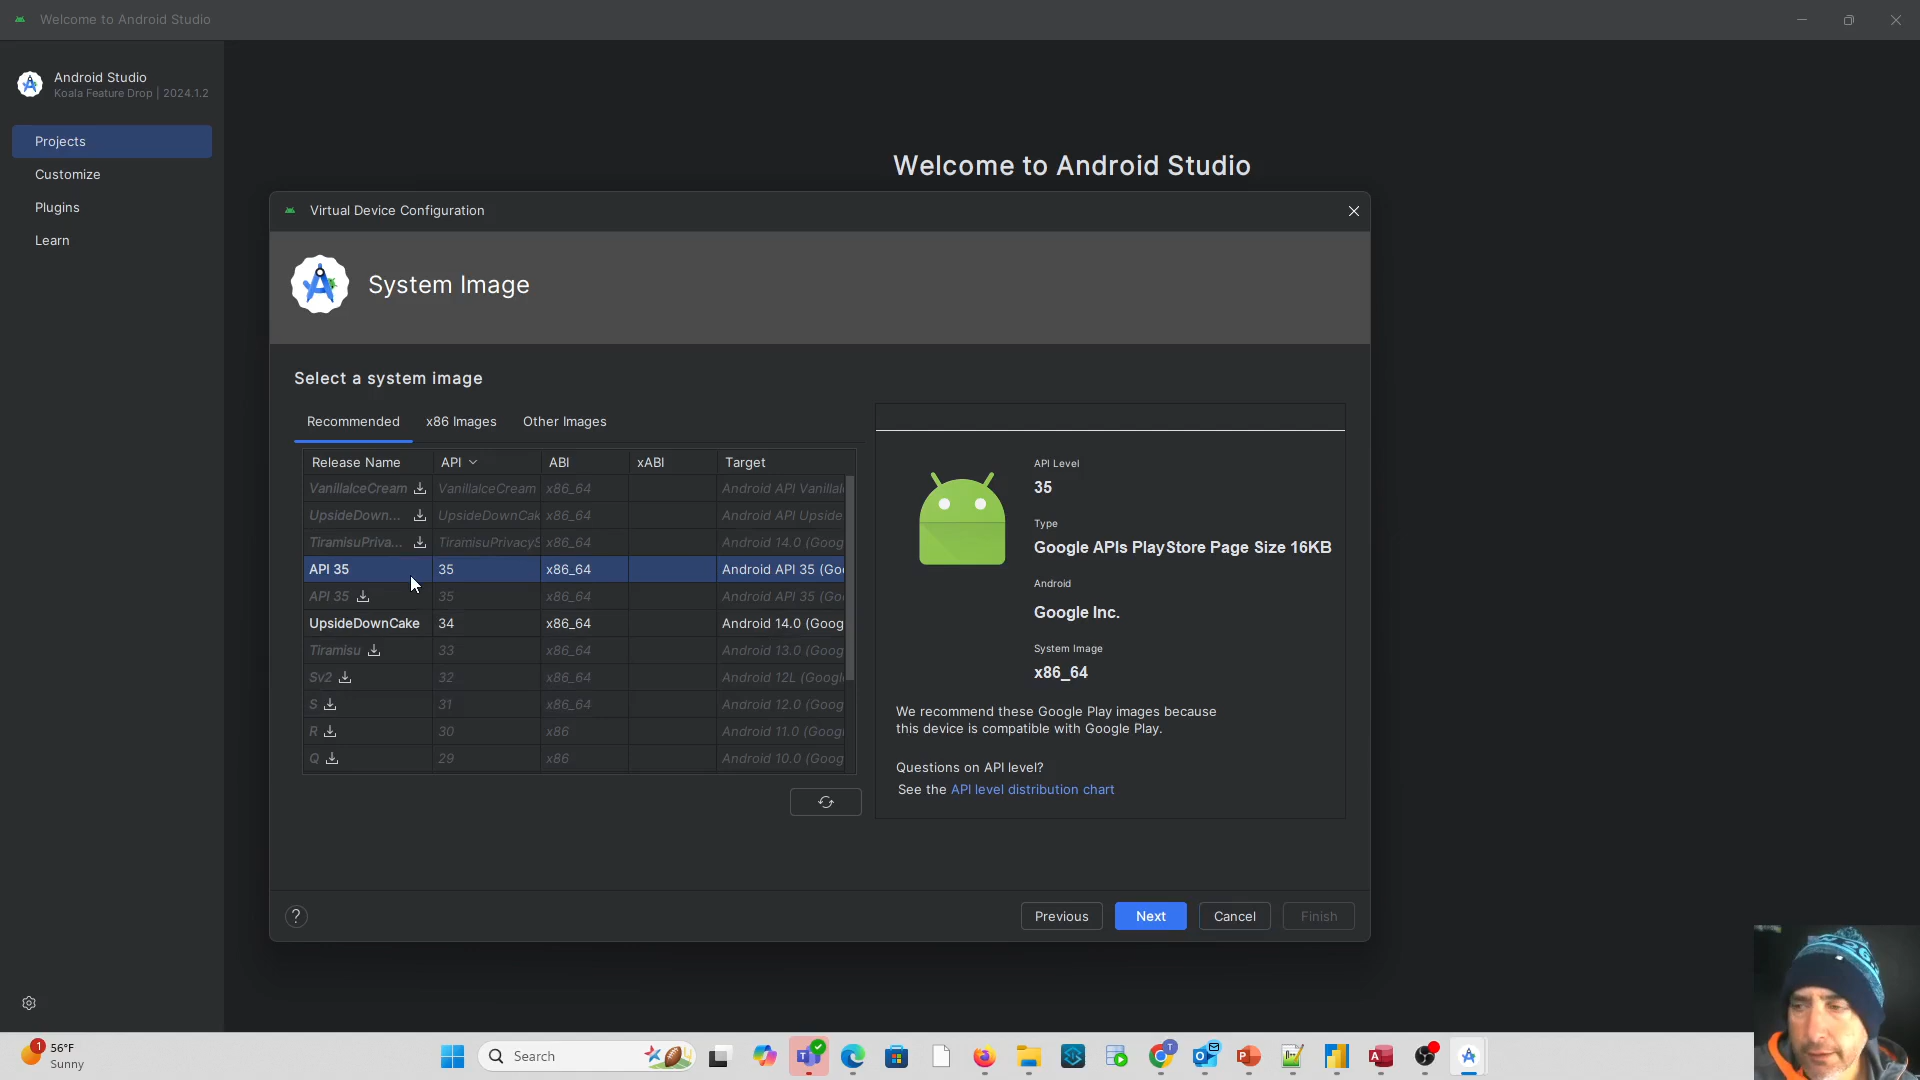 Welcome to Android Studio
Android Studio
Koala Feature Drop | 2024.1.2
Projects
Customize
Plugins
Learn
Welcome to Android Studio
Virtual Device Configuration
System Image
Select a system image
Recommended x86 Images Other Images
Release Name API ABI xABI Target
VanillaIceCream VanillaIceCream x86_64 Android API Vanilla
UpsideDown... UpsideDownCak x86_64 Android API Upside
TiramisuPriva... TiramisuPrivacyS x86_64 Android 14.0 (Goog
API 35 35 x86_64 Android API 35 (Goo
API 35 35 x86_64 Android API 35 (Goo
UpsideDownCake 34 x86_64 Android 14.0 (Goog
Tiramisu 33 x86_64 Android 13.0 (Goog
Sv2 32 x86_64 Android 12L (Googl
S 31 x86_64 Android 12.0 (Goog
R 30 x86 Android 11.0 (Googl
Q 29 x86 Android 10.0 (Goog
API Level
35
Type
Google APIs PlayStore Page Size 16KB
Android
Google Inc.
System Image
x86_64
We recommend these Google Play images because
this device is compatible with Google Play.
Questions on API level?
See the API level distribution chart
?
Previous Next Cancel Finish
1
56°F
Sunny
Search
T